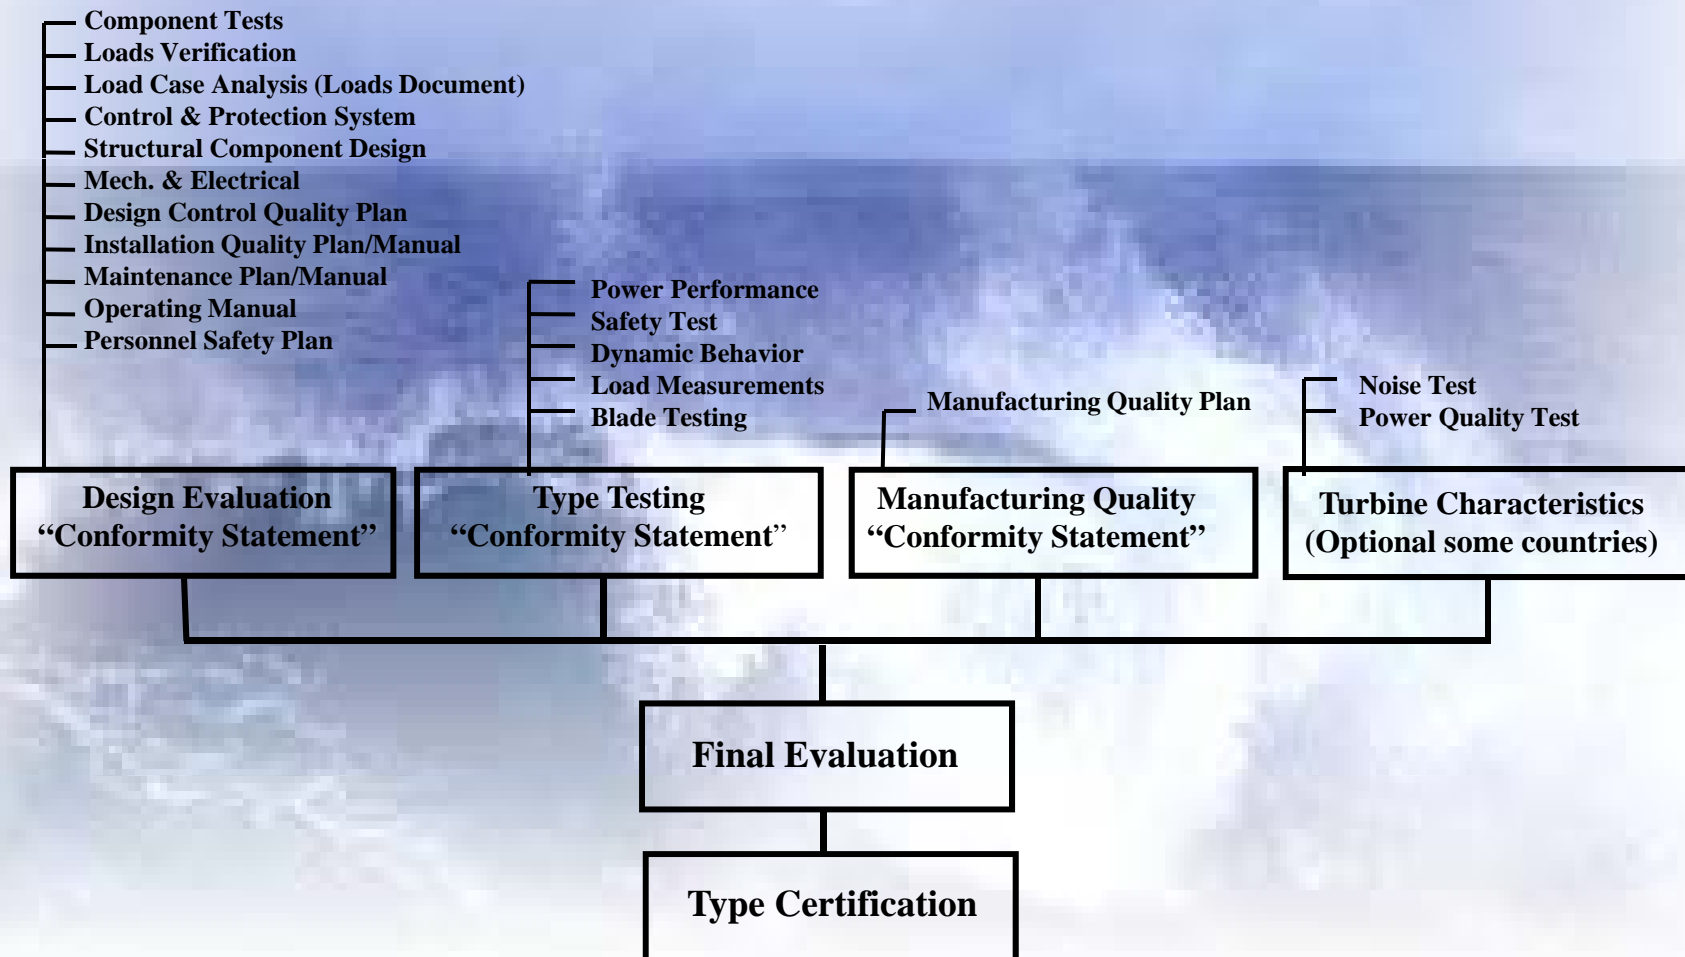 Component Tests
Loads Verification
Load Case Analysis (Loads Document)
Control & Protection System
Structural Component Design
Mech. & Electrical
Design Control Quality Plan
Installation Quality Plan/Manual
Maintenance Plan/Manual
Operating Manual
Personnel Safety Plan
Power Performance
Safety Test
Dynamic Behavior
Load Measurements
Blade Testing
Manufacturing Quality Plan
Noise Test
Power Quality Test
Design Evaluation
“Conformity Statement”
Type Testing
“Conformity Statement”
Manufacturing Quality
“Conformity Statement”
Turbine Characteristics
(Optional some countries)
Final Evaluation
Type Certification